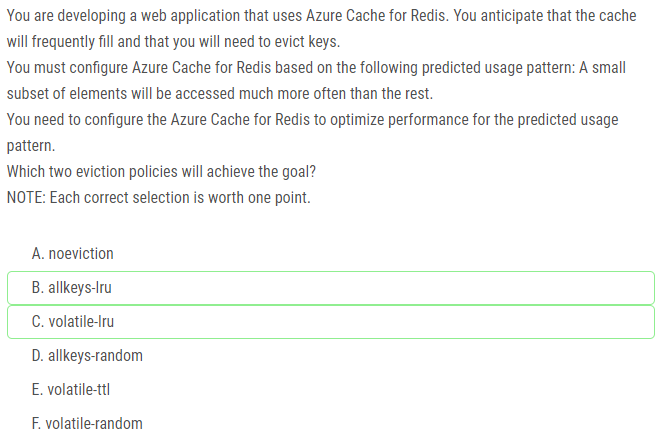 You are developing a web application that uses Azure Cache for Redis. You anticipate that the cache
will frequently fill and that you will need to evict keys.
You must configure Azure Cache for Redis based on the following predicted usage pattern: A small
subset of elements will be accessed much more often than the rest.
You need to configure the Azure Cache for Redis to optimize performance for the predicted usage
pattern.
Which two eviction policies will achieve the goal?
NOTE: Each correct selection is worth one point.
A. noeviction
B. allkeys-lru
C. volatile-lru
D. allkeys-random
E. volatile-ttl
F. volatile-random